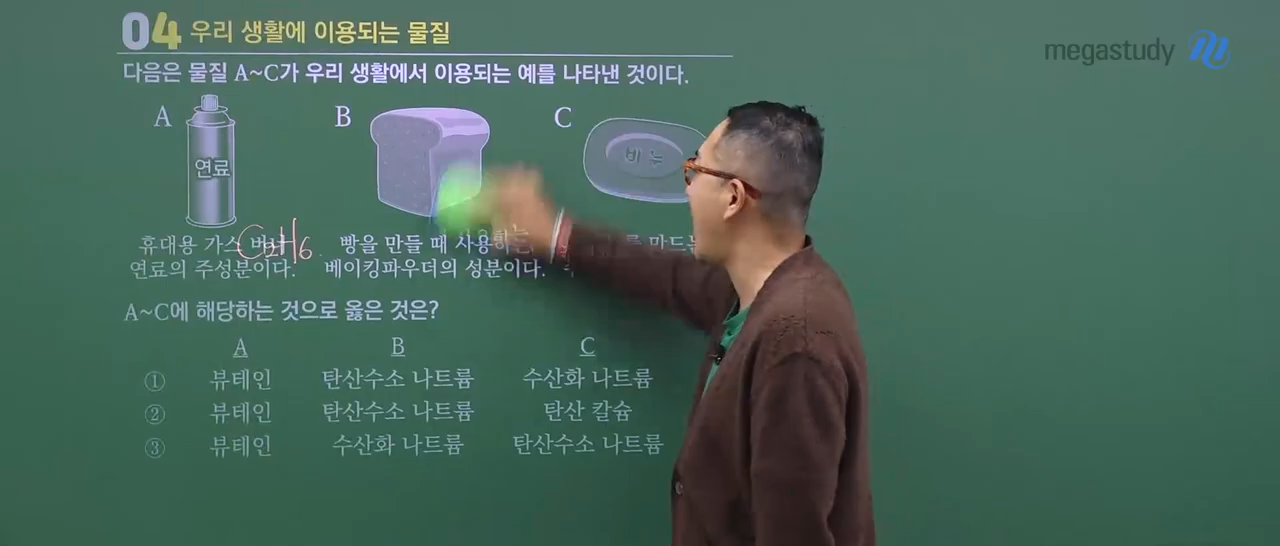 04 우리 생활에 이용되는 물질
megastudy
다음은 물질 A~C가 우리 생활에서 이용되는 예를 나타낸 것이다.
A B C
연료
비누
휴대용 가스 빵을 만들 때 사용하는 를 만드는
H6
연료의 주성분이다. 베이킹파우더의 성분이다.
A~C에 해당하는 것으로 옳은 것은?
A B C
① 뷰테인 탄산수소 나트륨 수산화 나트륨
② 뷰테인 탄산수소 나트륨 탄산 칼슘
③ 뷰테인 수산화 나트륨 탄산수소 나트륨